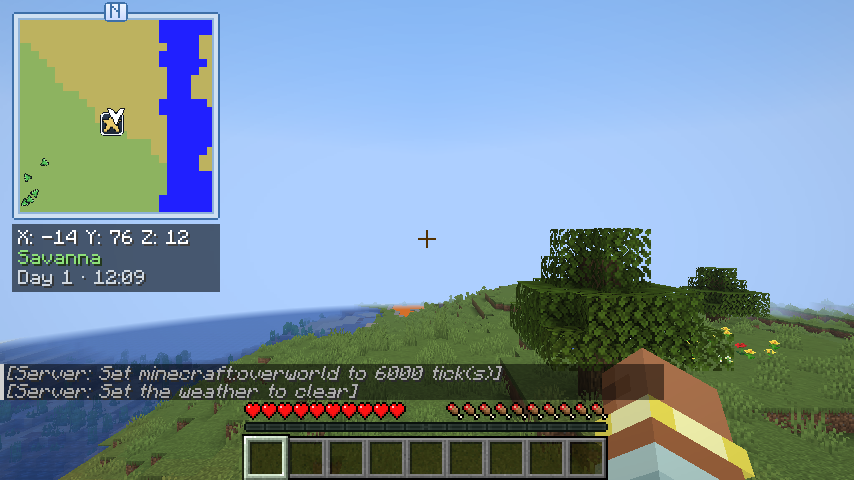 N
X: -14 Y: 76 Z: 12
Savanna
Day 1 · 12:09
[Server: Set minecraft:overworld to 6000 tick(s)]
[Server: Set the weather to clear]